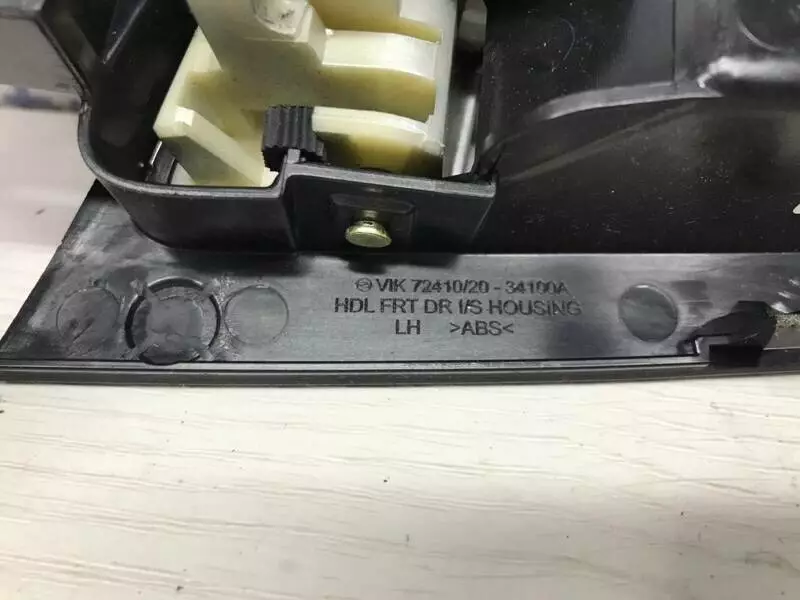 VIK 72410/20 - 34100A
HDL FRT DR I/S HOUSING
LH >ABS<